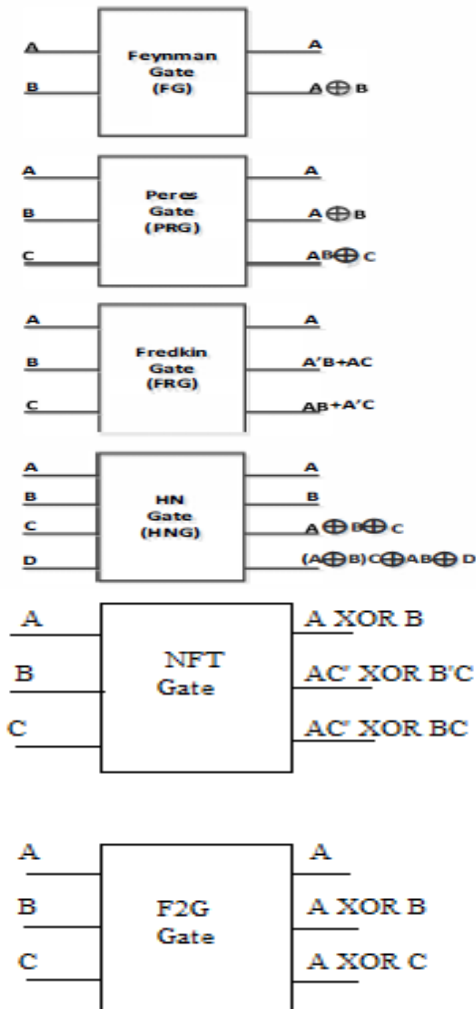 A Feynman Gate (FG) A
B A⊕B
A Peres Gate (PRG) A
B A⊕B
C AB⊕C
A Fredkin Gate (FRG) A
B A'B+AC
C AB+A'C
A HN Gate (HNG) A
B B
C A⊕B⊕C
D (A⊕B)C⊕AB⊕D
A NFT Gate A XOR B
B AC' XOR B'C
C AC' XOR BC
A F2G Gate A
B A XOR B
C A XOR C